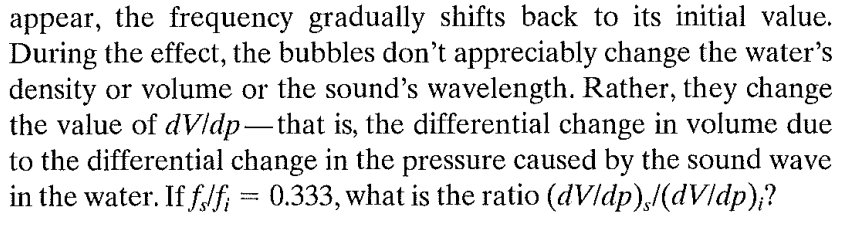 appear, the frequency gradually shifts back to its initial value.
During the effect, the bubbles don't appreciably change the water's
density or volume or the sound's wavelength. Rather, they change
the value of dV/dp—that is, the differential change in volume due
to the differential change in the pressure caused by the sound wave
in the water. If fs/fi = 0.333, what is the ratio (dV/dp)s/(dV/dp)i?